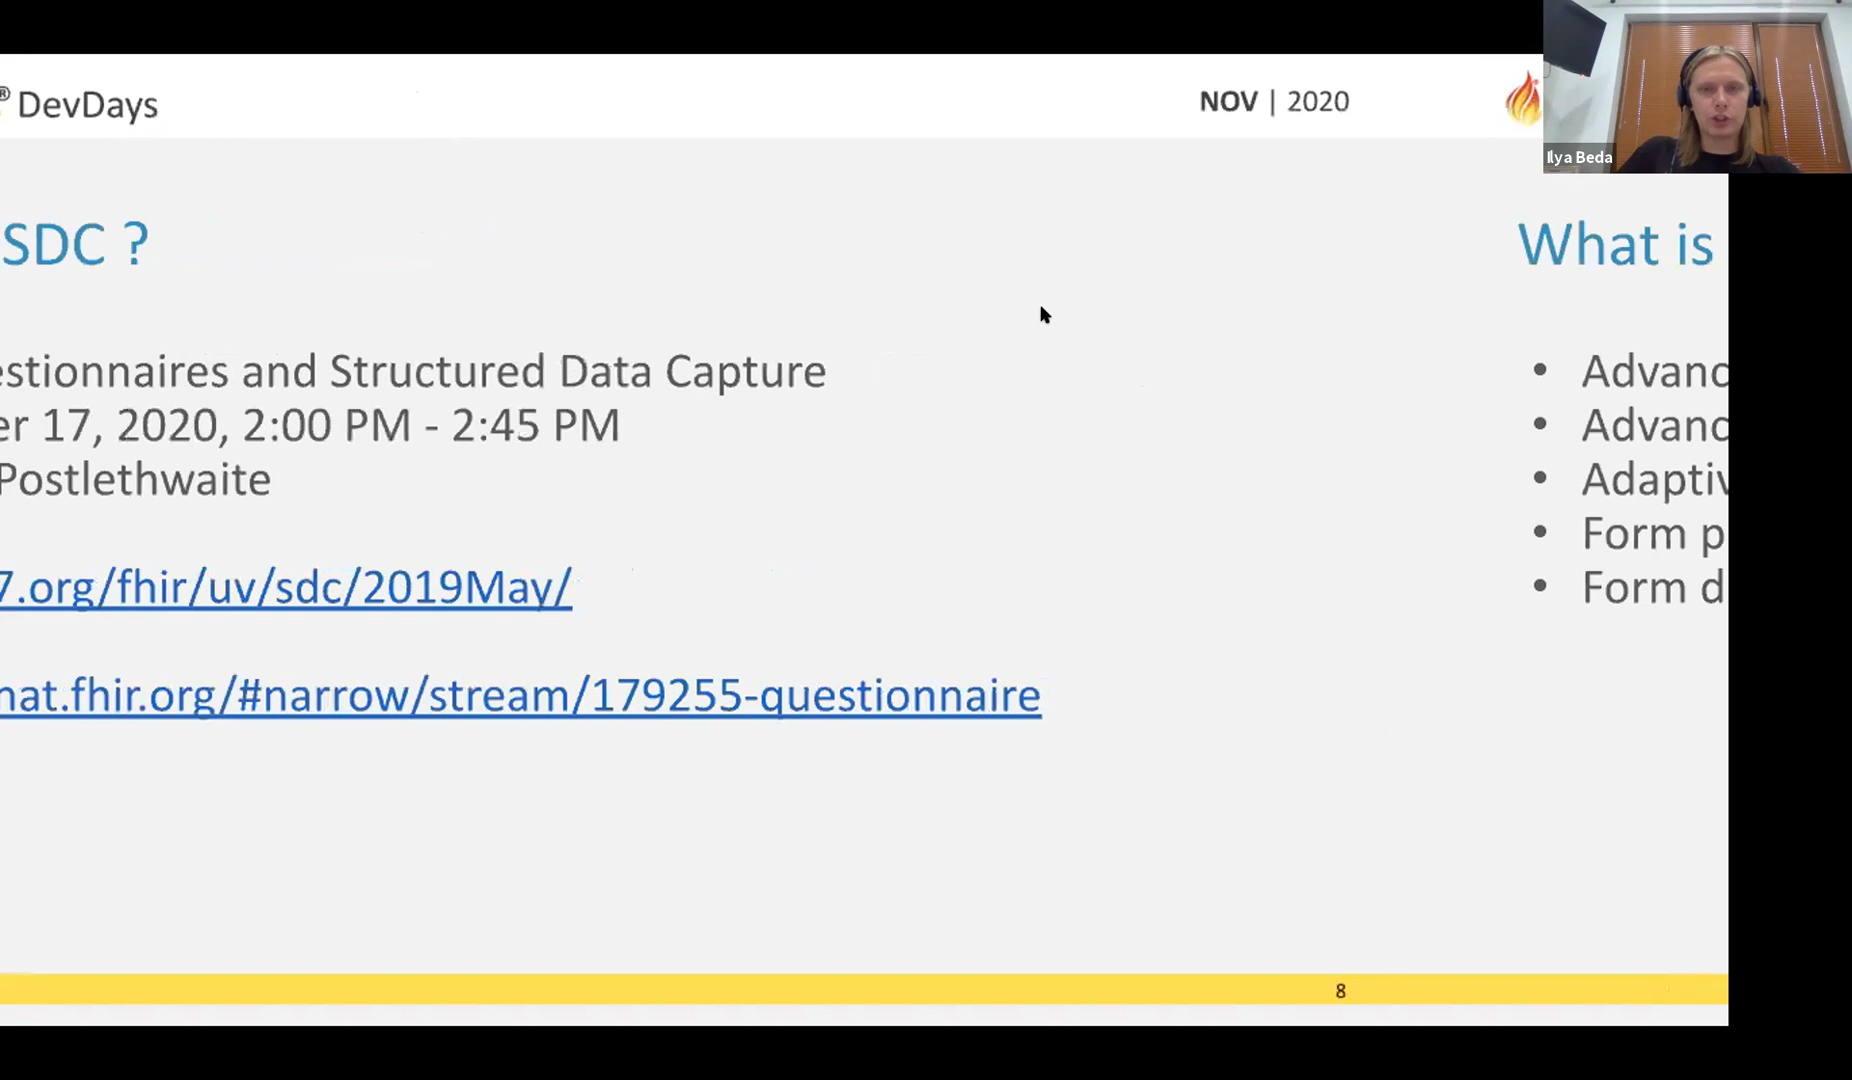 ® DevDays
NOV | 2020
Ilya Beda
SDC ?
estionnaires and Structured Data Capture
er 17, 2020, 2:00 PM - 2:45 PM
Postlethwaite
7.org/fhir/uv/sdc/2019May/
hat.fhir.org/#narrow/stream/179255-questionnaire
8
What is
• Advanc
• Advanc
• Adaptiv
• Form p
• Form d